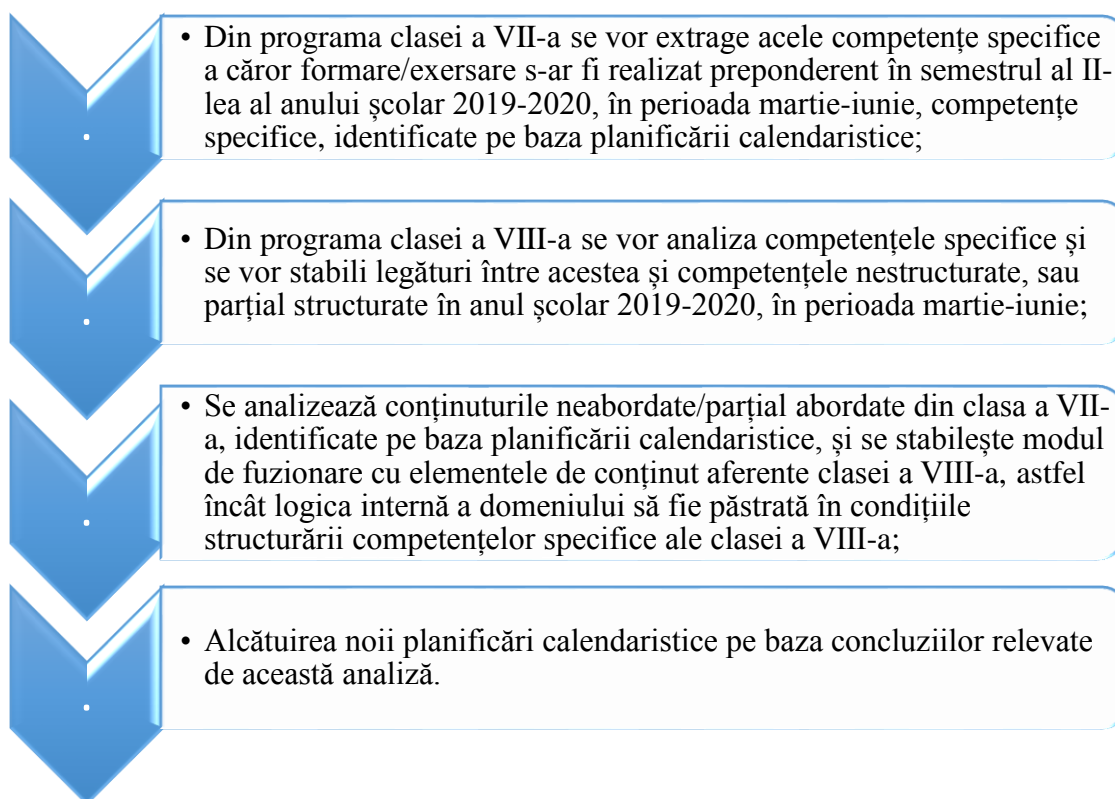 • Din programa clasei a VII-a se vor extrage acele competențe specifice
a căror formare/exersare s-ar fi realizat preponderent în semestrul al II-
lea al anului școlar 2019-2020, în perioada martie-iunie, competențe
specifice, identificate pe baza planificării calendaristice;
.
• Din programa clasei a VIII-a se vor analiza competențele specifice și
se vor stabili legături între acestea și competențele nestructurate, sau
parțial structurate în anul școlar 2019-2020, în perioada martie-iunie;
.
• Se analizează conținuturile neabordate/parțial abordate din clasa a VII-
a, identificate pe baza planificării calendaristice, și se stabilește modul
de fuzionare cu elementele de conținut aferente clasei a VIII-a, astfel
încât logica internă a domeniului să fie păstrată în condițiile
structurării competențelor specifice ale clasei a VIII-a;
.
• Alcătuirea noii planificări calendaristice pe baza concluziilor relevate
de această analiză.
.